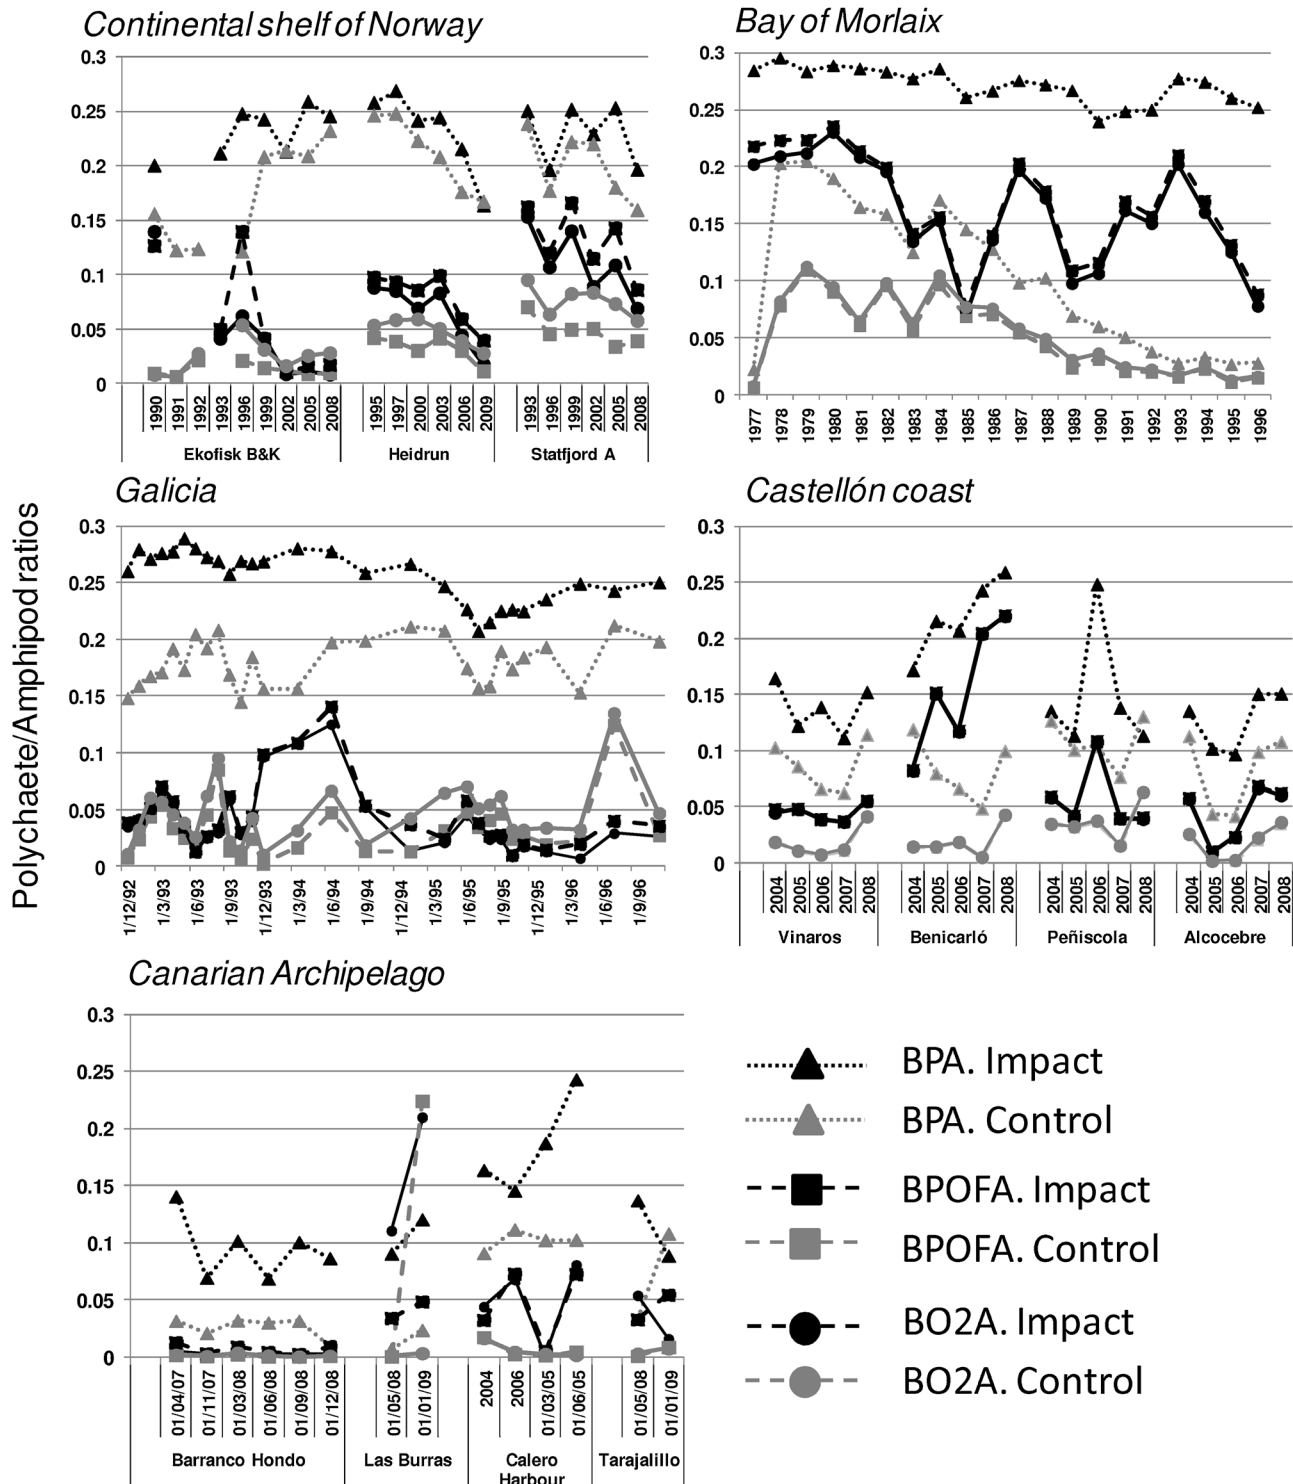 Continental shelf of Norway
0.3
0.25
0.2
0.15
0.1
0.05
0
1990 1991 1992 1993 1996 1999 2002 2005 2008 1995 1997 2000 2003 2006 2009 1993 1996 1999 2002 2005 2008
Ekofisk B&K Heidrun Statfjord A
Bay of Morlaix
0.3
0.25
0.2
0.15
0.1
0.05
0
1977 1978 1979 1980 1981 1982 1983 1984 1985 1986 1987 1988 1989 1990 1991 1992 1993 1994 1995 1996
Polychaete/Amphipod ratios
Galicia
0.3
0.25
0.2
0.15
0.1
0.05
0
1/12/92 1/3/93 1/6/93 1/9/93 1/12/93 1/3/94 1/6/94 1/9/94 1/12/94 1/3/95 1/6/95 1/9/95 1/12/95 1/3/96 1/6/96 1/9/96
Castellón coast
0.3
0.25
0.2
0.15
0.1
0.05
0
2004 2005 2006 2007 2008 2004 2005 2006 2007 2008 2004 2005 2006 2007 2008 2004 2005 2006 2007 2008
Vinaros Benicarló Peñiscola Alcocebre
Canarian Archipelago
0.3
0.25
0.2
0.15
0.1
0.05
0
01/04/07 01/11/07 01/03/08 01/06/08 01/09/08 01/12/08 01/05/08 01/01/09 2004 2006 01/03/05 01/06/05 01/05/08 01/01/09
Barranco Hondo Las Burras Calero Tarajalillo
Harbour
BPA. Impact
BPA. Control
BPOFA. Impact
BPOFA. Control
BO2A. Impact
BO2A. Control